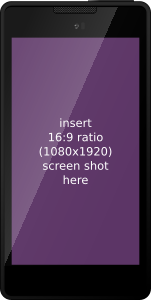 insert
16:9 ratio
(1080x1920)
screen shot
here